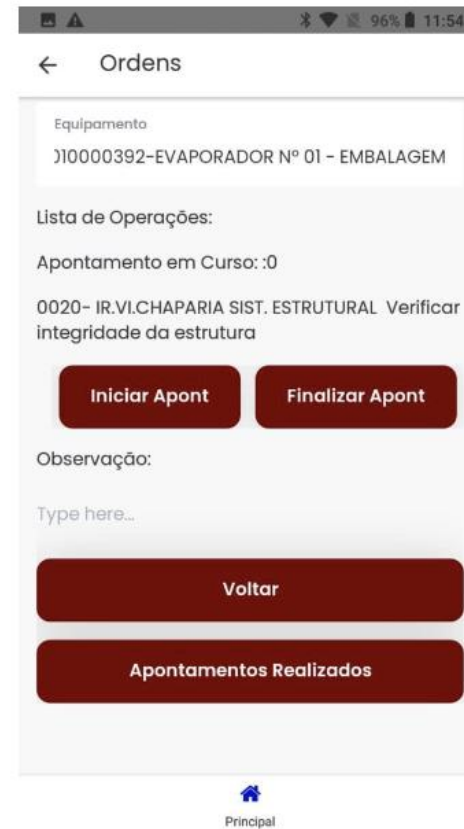 96% 11:54
Ordens
Equipamento
010000392-EVAPORADOR Nº 01 - EMBALAGEM
Lista de Operações:
Apontamento em Curso: :0
0020- IR.VI.CHAPARIA SIST. ESTRUTURAL Verificar
integridade da estrutura
Iniciar Apont Finalizar Apont
Observação:
Type here...
Voltar
Apontamentos Realizados
Principal